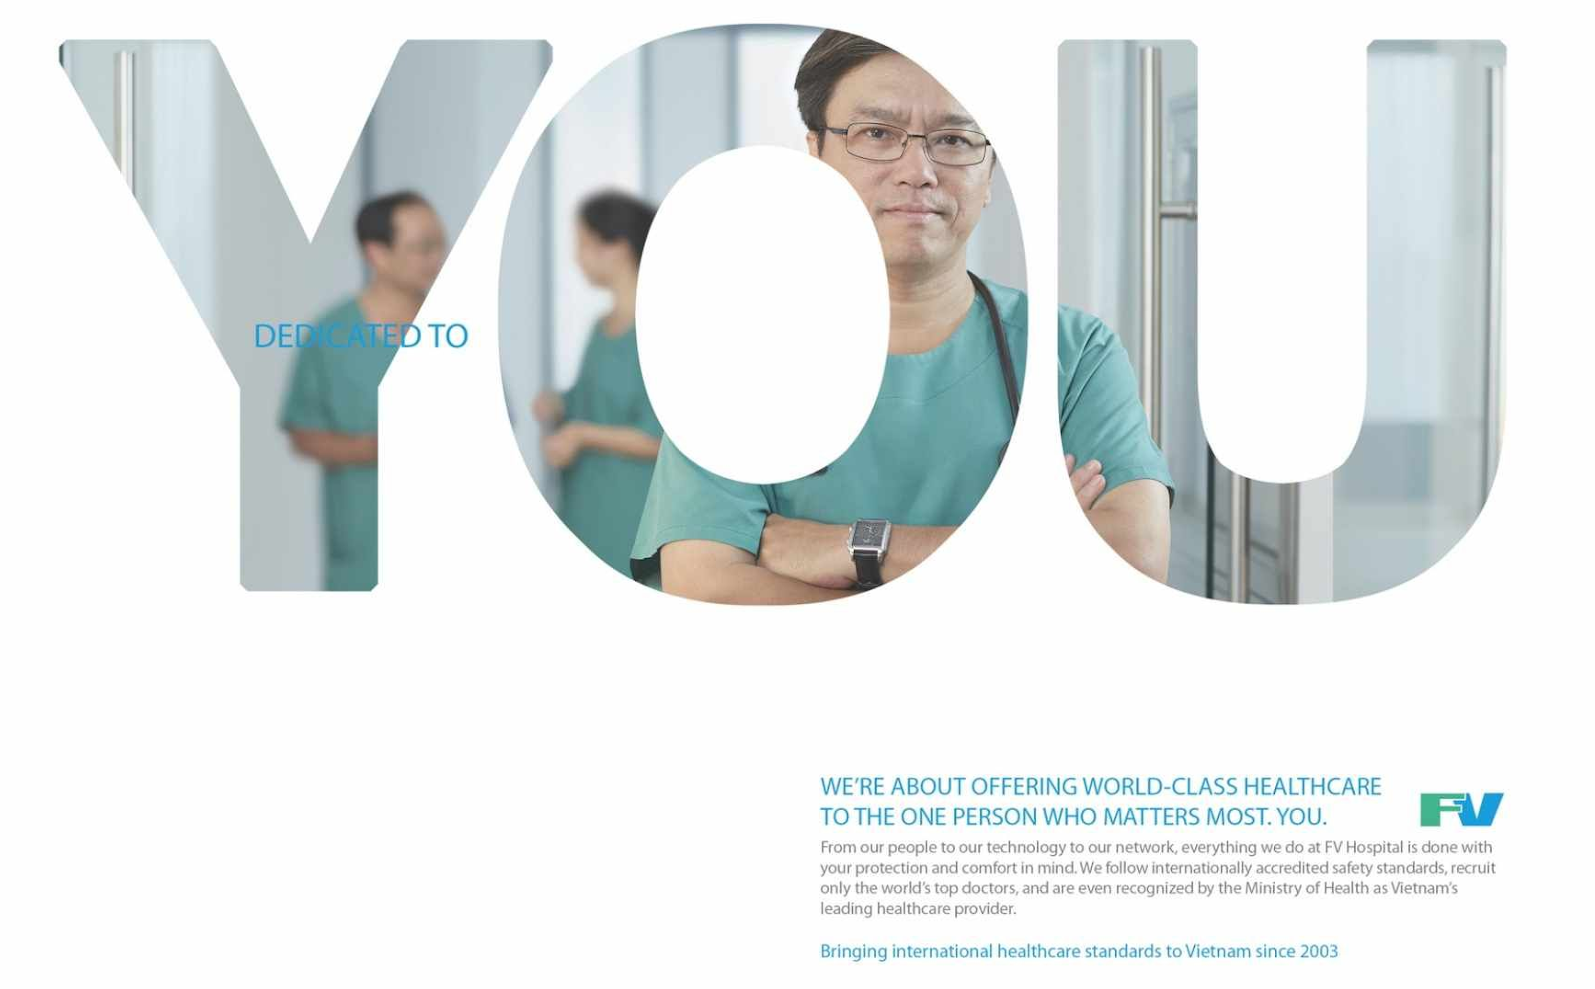 DEDICATED TO
YOU
WE'RE ABOUT OFFERING WORLD-CLASS HEALTHCARE
TO THE ONE PERSON WHO MATTERS MOST. YOU.
FV
From our people to our technology to our network, everything we do at FV Hospital is done with
your protection and comfort in mind. We follow internationally accredited safety standards, recruit
only the world's top doctors, and are even recognized by the Ministry of Health as Vietnam's
leading healthcare provider.
Bringing international healthcare standards to Vietnam since 2003